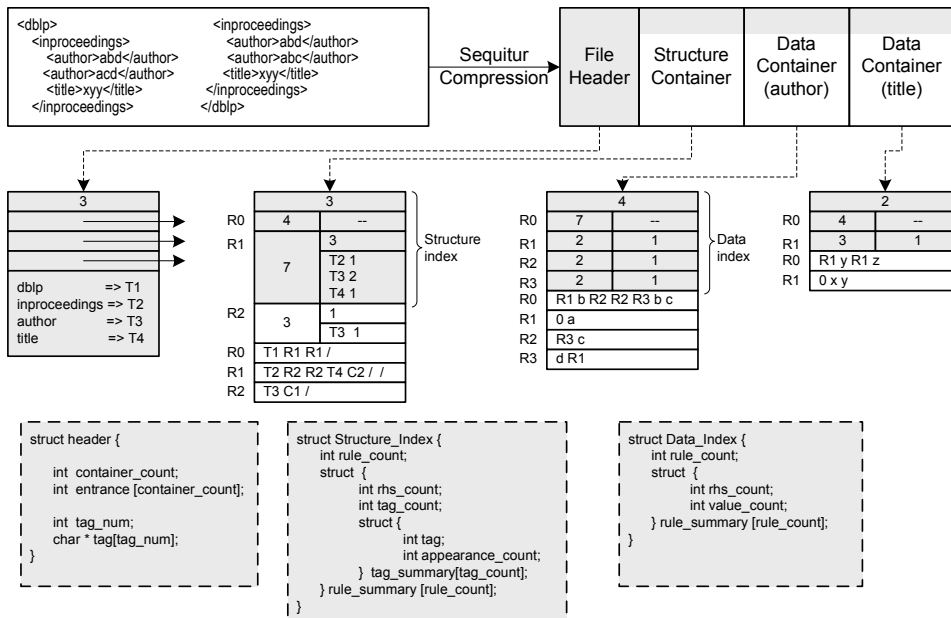 <dblp>
<inproceedings>
<author>abd</author>
<author>acd</author>
<title>xyy</title>
</inproceedings>
<inproceedings>
<author>abd</author>
<author>abc</author>
<title>xyy</title>
</inproceedings>
</dblp>
Sequitur
Compression
File
Header
Structure
Container
Data
Container
(author)
Data
Container
(title)
3
dblp => T1
inproceedings => T2
author => T3
title => T4
3
R0 4 --
R1 7 3
T2 1
T3 2
T4 1
R2 3 1
T3 1
R0 T1 R1 R1 /
R1 T2 R2 R2 T4 C2 / /
R2 T3 C1 /
Structure
index
4
R0 7 --
R1 2 1
R2 2 1
R3 2 1
R0 R1 b R2 R2 R3 b c
R1 0 a
R2 R3 c
R3 d R1
Data
index
2
R0 4 --
R1 3 1
R0 R1 y R1 z
R1 0 x y
struct header {
int container_count;
int entrance [container_count];
int tag_num;
char * tag[tag_num];
}
struct Structure_Index {
int rule_count;
struct {
int rhs_count;
int tag_count;
struct {
int tag;
int appearance_count;
} tag_summary[tag_count];
} rule_summary [rule_count];
}
struct Data_Index {
int rule_count;
struct {
int rhs_count;
int value_count;
} rule_summary [rule_count];
}